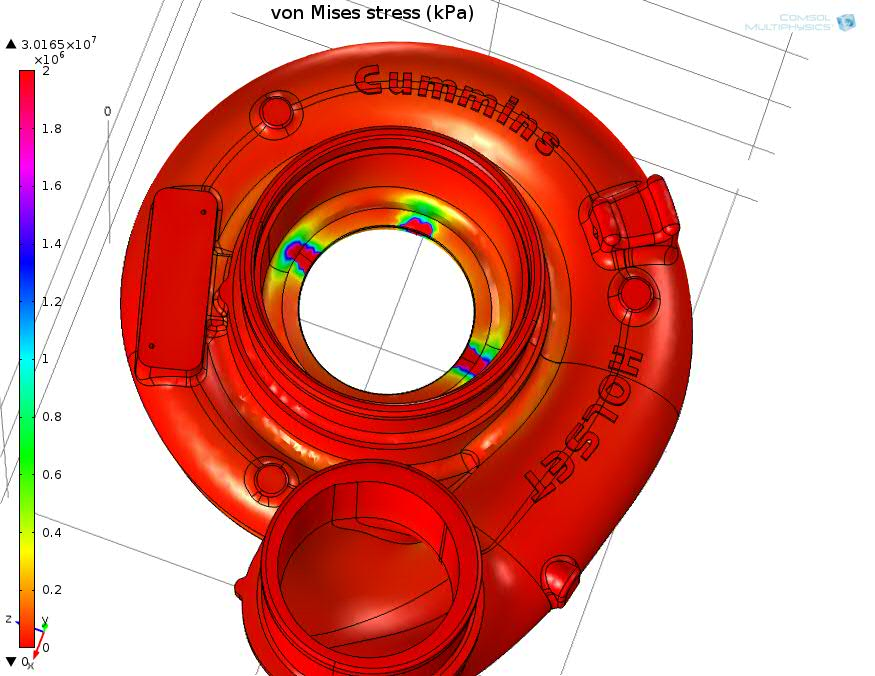 von Mises stress (kPa)
COMSOL
MULTIPHYSICS
▲ 3.0165×10⁷
×10⁶
2
1.8
1.6
1.4
1.2
1
0.8
0.6
0.4
0.2
0
▼ 0
0
Cummins
HOLSET
z
y
x